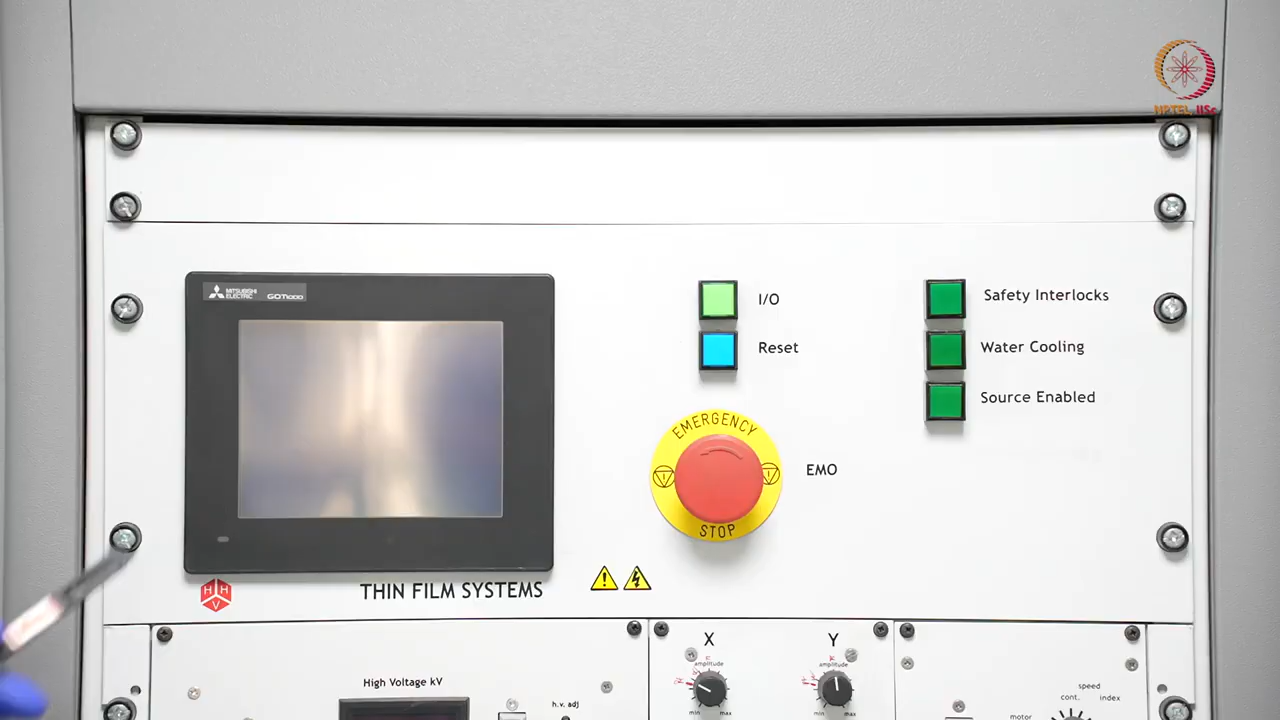 NPTEL, IISc
MITSUBISHI
ELECTRIC
GOT1000
I/O
Reset
Safety Interlocks
Water Cooling
Source Enabled
EMERGENCY
STOP
EMO
HHV
THIN FILM SYSTEMS
High Voltage kV
h.v. adj
X
amplitude
min
max
Y
amplitude
min
max
speed
cont.
index
motor